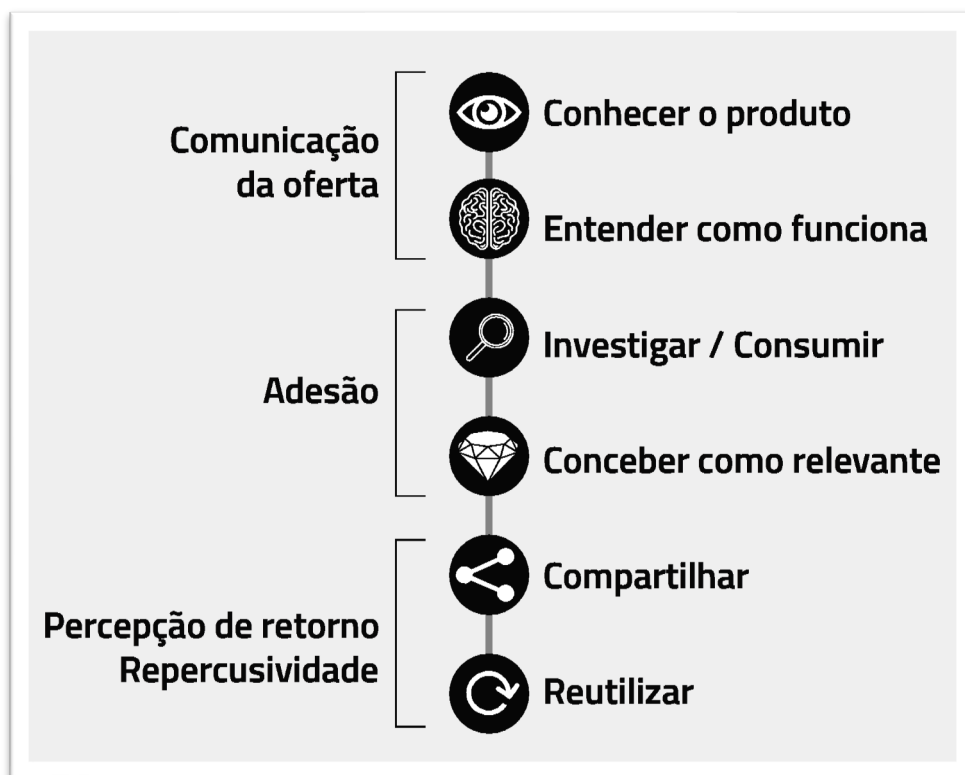 Comunicação
da oferta
Conhecer o produto
Entender como funciona
Adesão
Investigar / Consumir
Conceber como relevante
Percepção de retorno
Repercusividade
Compartilhar
Reutilizar